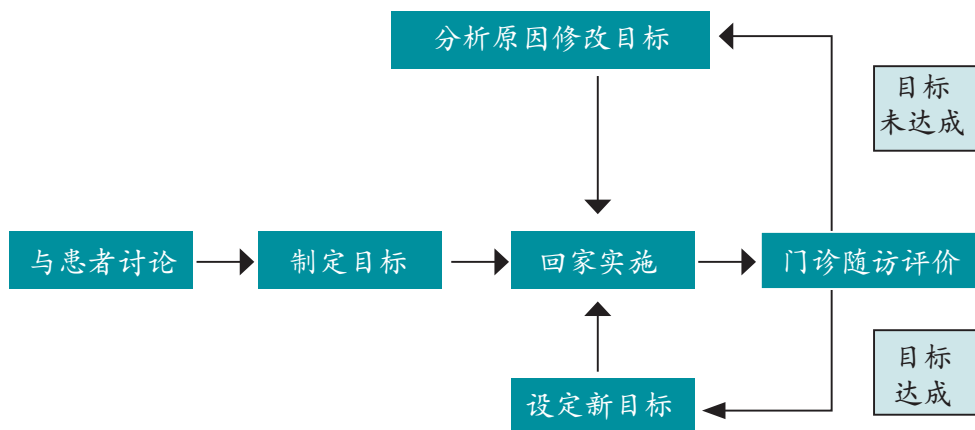 分析原因修改目标
目标
未达成
与患者讨论
制定目标
回家实施
门诊随访评价
目标
达成
设定新目标